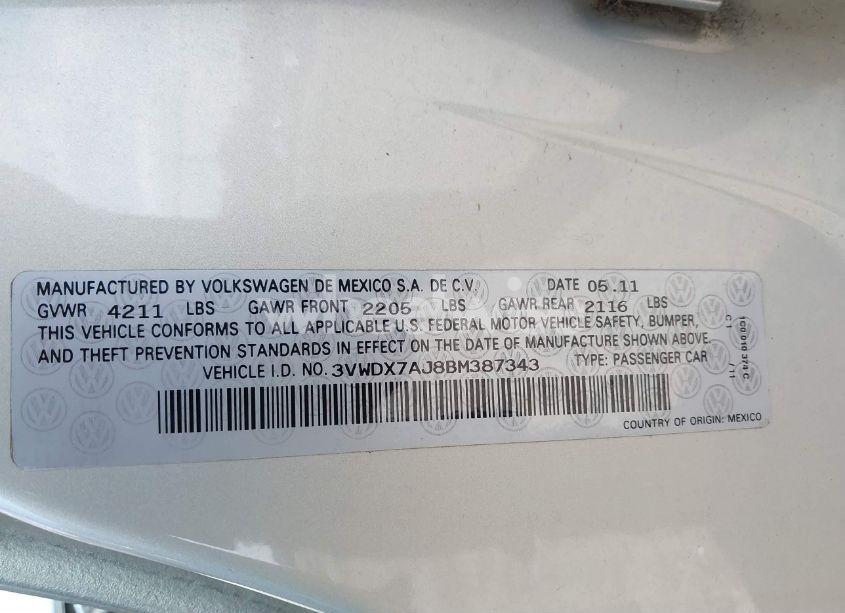 MANUFACTURED BY VOLKSWAGEN DE MEXICO S.A. DE C.V. DATE 05.11
GVWR 4211 LBS GAWR FRONT 2205 LBS GAWR REAR 2116 LBS
THIS VEHICLE CONFORMS TO ALL APPLICABLE U.S. FEDERAL MOTOR VEHICLE SAFETY, BUMPER,
AND THEFT PREVENTION STANDARDS IN EFFECT ON THE DATE OF MANUFACTURE SHOWN ABOVE.
VEHICLE I.D. NO. 3VWDX7AJ8BM387343 TYPE: PASSENGER CAR
COUNTRY OF ORIGIN: MEXICO
C1 /11